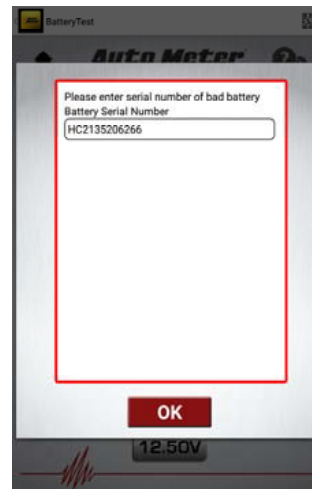 BatteryTest
Auto Meter
Please enter serial number of bad battery
Battery Serial Number
HC2135206266
OK
12.50V